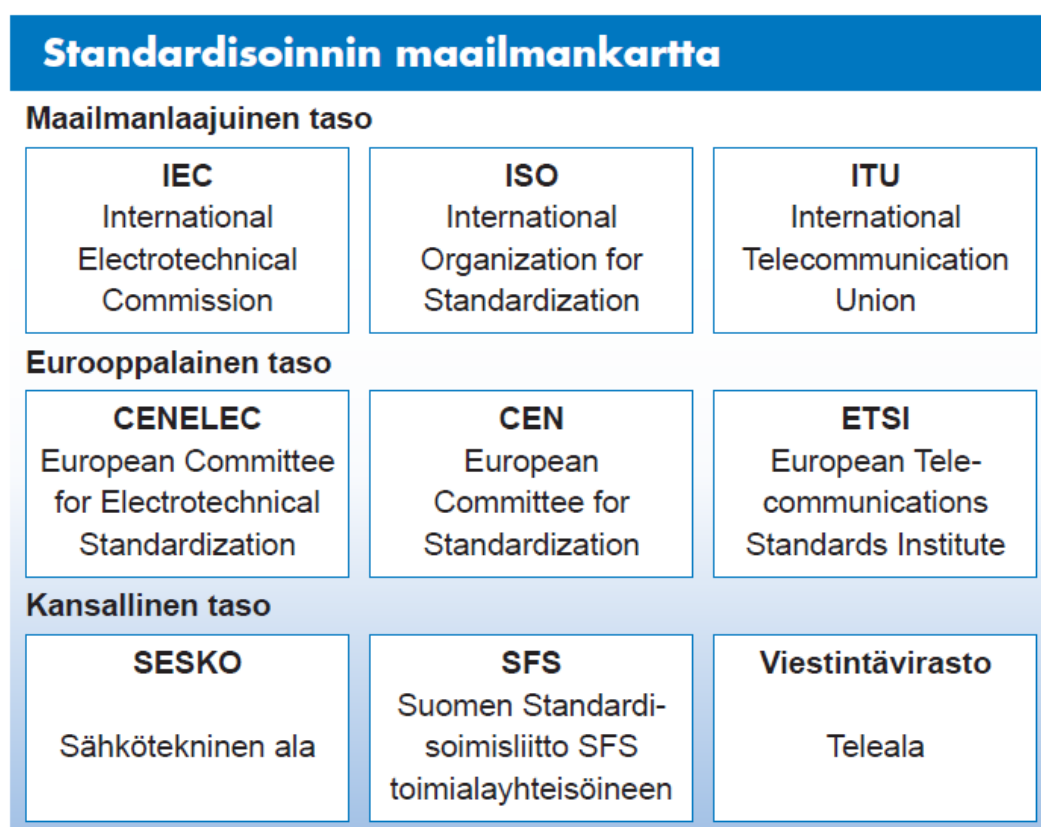 Standardisoinnin maailmankartta
Maailmanlaajuinen taso
IEC
International
Electrotechnical
Commission
ISO
International
Organization for
Standardization
ITU
International
Telecommunication
Union
Eurooppalainen taso
CENELEC
European Committee
for Electrotechnical
Standardization
CEN
European
Committee for
Standardization
ETSI
European Tele-
communications
Standards Institute
Kansallinen taso
SESKO
Sähkötekninen ala
SFS
Suomen Standardi-
soimisliitto SFS
toimialayhteisöineen
Viestintävirasto
Teleala